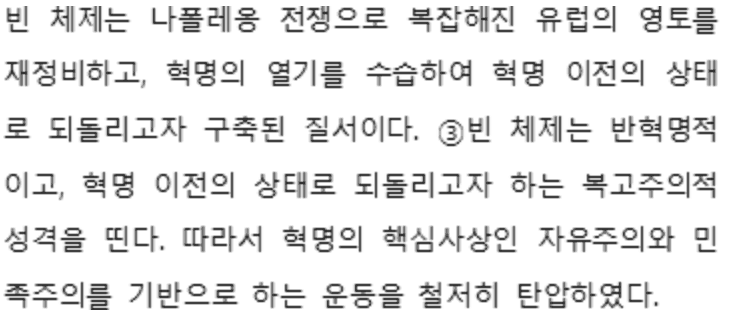 빈 체제는 나폴레옹 전쟁으로 복잡해진 유럽의 영토를
재정비하고, 혁명의 열기를 수습하여 혁명 이전의 상태
로 되돌리고자 구축된 질서이다. ③빈 체제는 반혁명적
이고, 혁명 이전의 상태로 되돌리고자 하는 복고주의적
성격을 띤다. 따라서 혁명의 핵심사상인 자유주의와 민
족주의를 기반으로 하는 운동을 철저히 탄압하였다.